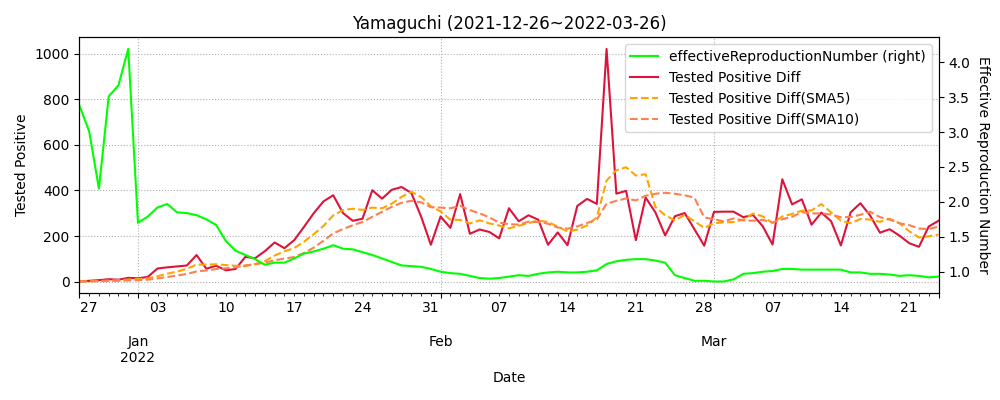 Yamaguchi (2021-12-26~2022-03-26)
effectiveReproductionNumber (right)
Tested Positive Diff
Tested Positive Diff(SMA5)
Tested Positive Diff(SMA10)
Tested Positive
1000
800
600
400
200
0
Effective Reproduction Number
4.0
3.5
3.0
2.5
2.0
1.5
1.0
27 03 10 17 24 31 07 14 21 28 07 14 21
Jan Feb Mar
2022
Date